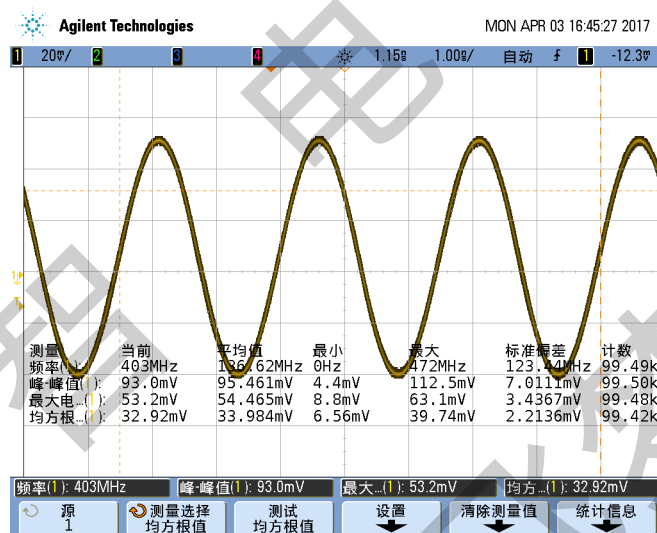 Agilent Technologies MON APR 03 16:45:27 2017
1 20▽/ 2 3 4 1.15 1.00 / 自动 1 -12.3▽
测量 当前 平均值 最小 最大 标准偏差 计数
403MHz 0Hz 472MHz 99.49k
峰-峰值(1): 93.0mV 95.461mV 4.4mV 112.5mV 7.0111mV 99.50k
最大电...(1): 53.2mV 54.465mV 8.8mV 63.1mV 3.4367mV 99.48k
均方根...(1): 32.92mV 33.984mV 6.56mV 39.74mV 2.2136mV 99.42k
频率(1): 403MHz 峰-峰值(1): 93.0mV 最大...(1): 53.2mV 均方...(1): 32.92mV
源 测量选择 测试 设置 清除测量值 统计信息
1 均方根值 均方根值
智 电